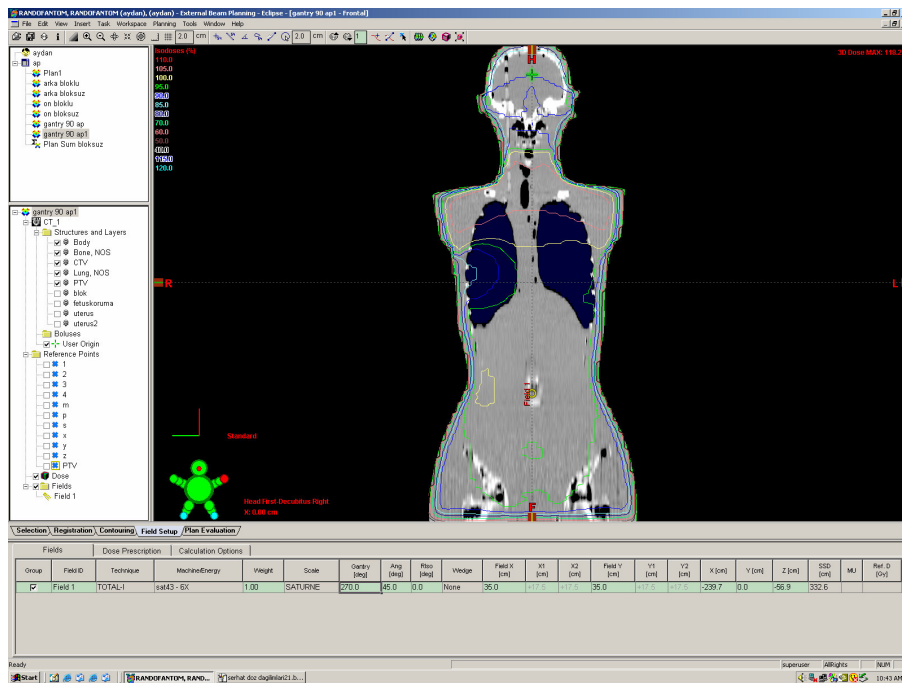 RANDOFANTOM, RANDOFANTOM (aydan), (aydan) - External Beam Planning - Eclipse - [gantry 90 ap1 - Frontal]
File Edit View Insert Task Workspace Planning Tools Window Help
2.0 cm 2.0 cm 1
aydan
ap
Plan1
arka bloklu
arka bloksuz
on bloklu
on bloksuz
gantry 90 ap
gantry 90 ap1
Plan Sum bloksuz
gantry 90 ap1
CT_1
Structures and Layers
Body
Bone, NOS
CTV
Lung, NOS
PTV
blok
fetuskoruma
uterus
uterus2
Boluses
User Origin
Reference Points
1
2
3
4
m
p
s
x
y
z
PTV
Dose
Fields
Field 1
Isodoses (%)
110.0
105.0
100.0
95.0
90.0
85.0
80.0
70.0
60.0
50.0
40.0
115.0
120.0
3D Dose MAX: 118.2
H
R
L
Field 1
F
Standard
Head First-Decubitus Right
X: 0.00 cm
Selection Registration Contouring Field Setup Plan Evaluation
Fields Dose Prescription Calculation Options
Group Field ID Technique Machine/Energy Weight Scale Gantry [deg] Ang [deg] Rtno [deg] Wedge Field X [cm] X1 [cm] X2 [cm] Field Y [cm] Y1 [cm] Y2 [cm] X [cm] Y [cm] Z [cm] SSD [cm] MU Ref. D [Gy]
Field 1 TOTAL-I sat43 - 6X 1.00 SATURNE 270.0 45.0 0.0 None 35.0 +17.5 +17.5 35.0 +17.5 +17.5 -239.7 0.0 -56.9 332.6
Ready superuser AllRights NUM
Start RANDOFANTOM, RAND... serhat doz dagilinilari21.b... 10:43 AM